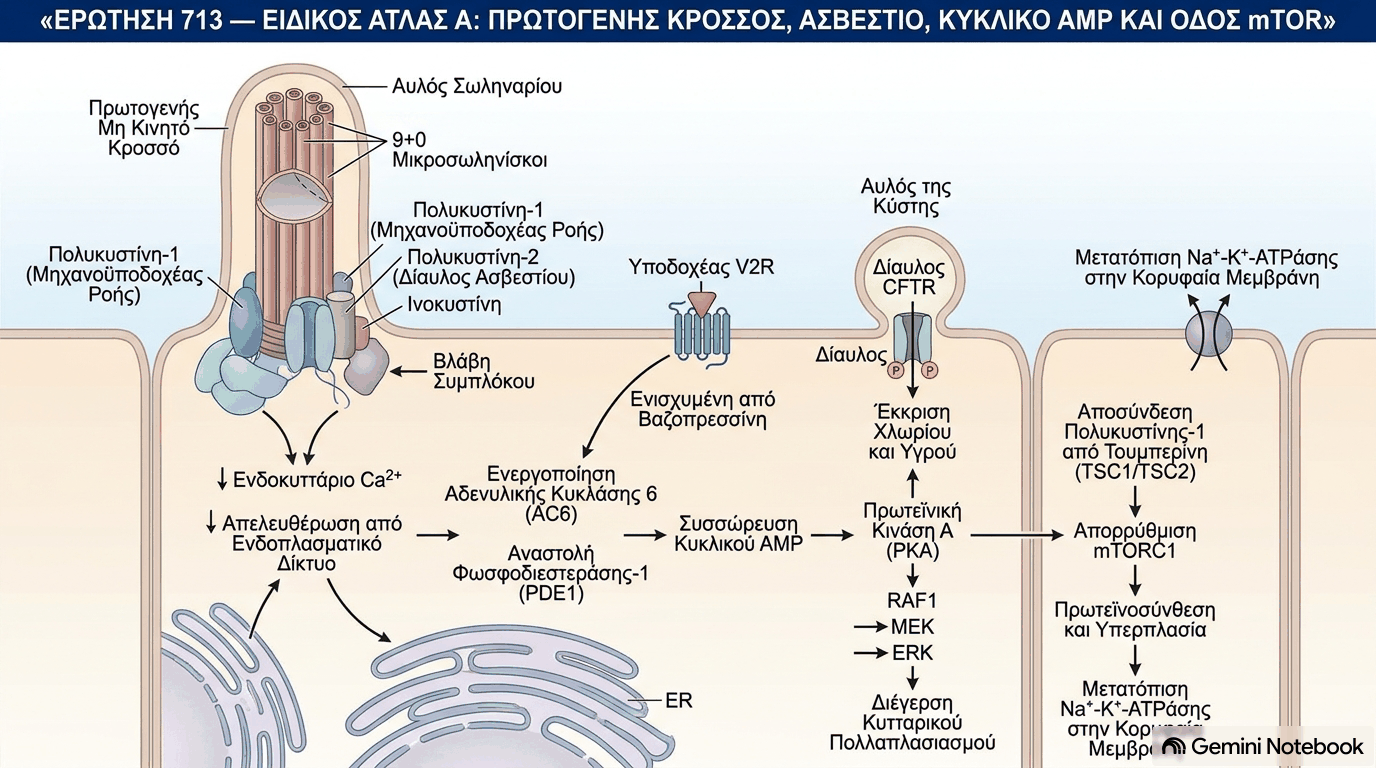 «ΕΡΩΤΗΣΗ 713 — ΕΙΔΙΚΟΣ ΑΤΛΑΣ Α: ΠΡΩΤΟΓΕΝΗΣ ΚΡΟΣΣΟΣ, ΑΣΒΕΣΤΙΟ, ΚΥΚΛΙΚΟ AMP ΚΑΙ ΟΔΟΣ mTOR»
Αυλός Σωληναρίου
Πρωτογενής
Μη Κινητό
Κροσσό
9+0
Μικροσωληνίσκοι
Πολυκυστίνη-1
(Μηχανοϋποδοχέας Ροής)
Πολυκυστίνη-1
(Μηχανοϋποδοχέας
Ροής)
Πολυκυστίνη-2
(Δίαυλος Ασβεστίου)
Ινοκυστίνη
Βλάβη
Συμπλόκου
Υποδοχέας V2R
Ενισχυμένη από
Βαζοπρεσσίνη
Αυλός της
Κύστης
Δίαυλος
CFTR
Δίαυλος
P
P
Μετατόπιση Na⁺-K⁺-ATPάσης
στην Κορυφαία Μεμβράνη
↓ Ενδοκυττάριο Ca²⁺
↓ Απελευθέρωση από
Ενδοπλασματικό
Δίκτυο
Ενεργοποίηση
Αδενυλικής Κυκλάσης 6
(AC6)
Αναστολή
Φωσφοδιεστεράσης-1
(PDE1)
Συσσώρευση
Κυκλικού AMP
Έκκριση
Χλωρίου
και Υγρού
Πρωτεϊνική
Κινάση Α
(PKA)
RAF1
MEK
ERK
Διέγερση
Κυτταρικού
Πολλαπλασιασμού
Αποσύνδεση
Πολυκυστίνης-1
από Τουμπερίνη
(TSC1/TSC2)
Απορρύθμιση
mTORC1
Πρωτεϊνοσύνθεση
και Υπερπλασία
Μετατόπιση
Na⁺-K⁺-ATPάσης
στην
ER
Gemini Notebook